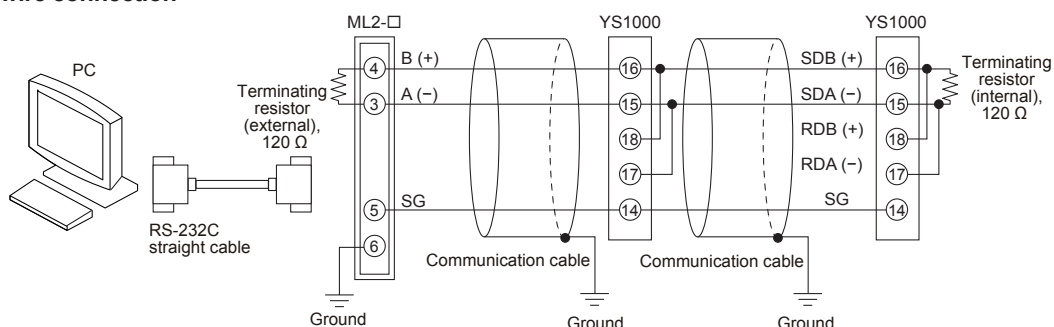 ML2-□
YS1000
YS1000
PC
Terminating
resistor
(external),
120 Ω
4
B (+)
3
A (−)
5
SG
6
RS-232C
straight cable
16
15
18
17
14
SDB (+)
SDA (−)
RDB (+)
RDA (−)
SG
16
15
18
17
14
Terminating
resistor
(internal),
120 Ω
Communication cable
Communication cable
Ground
Ground
Ground